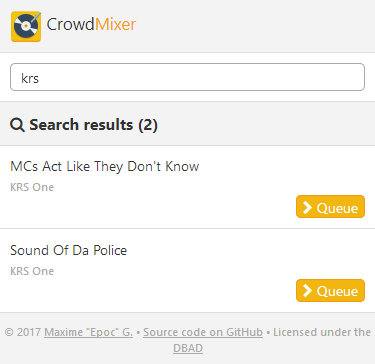 CrowdMixer
krs
Search results (2)
MCs Act Like They Don't Know
KRS One
Queue
Sound Of Da Police
KRS One
Queue
© 2017 Maxime "Epoc" G. • Source code on GitHub • Licensed under the
DBAD